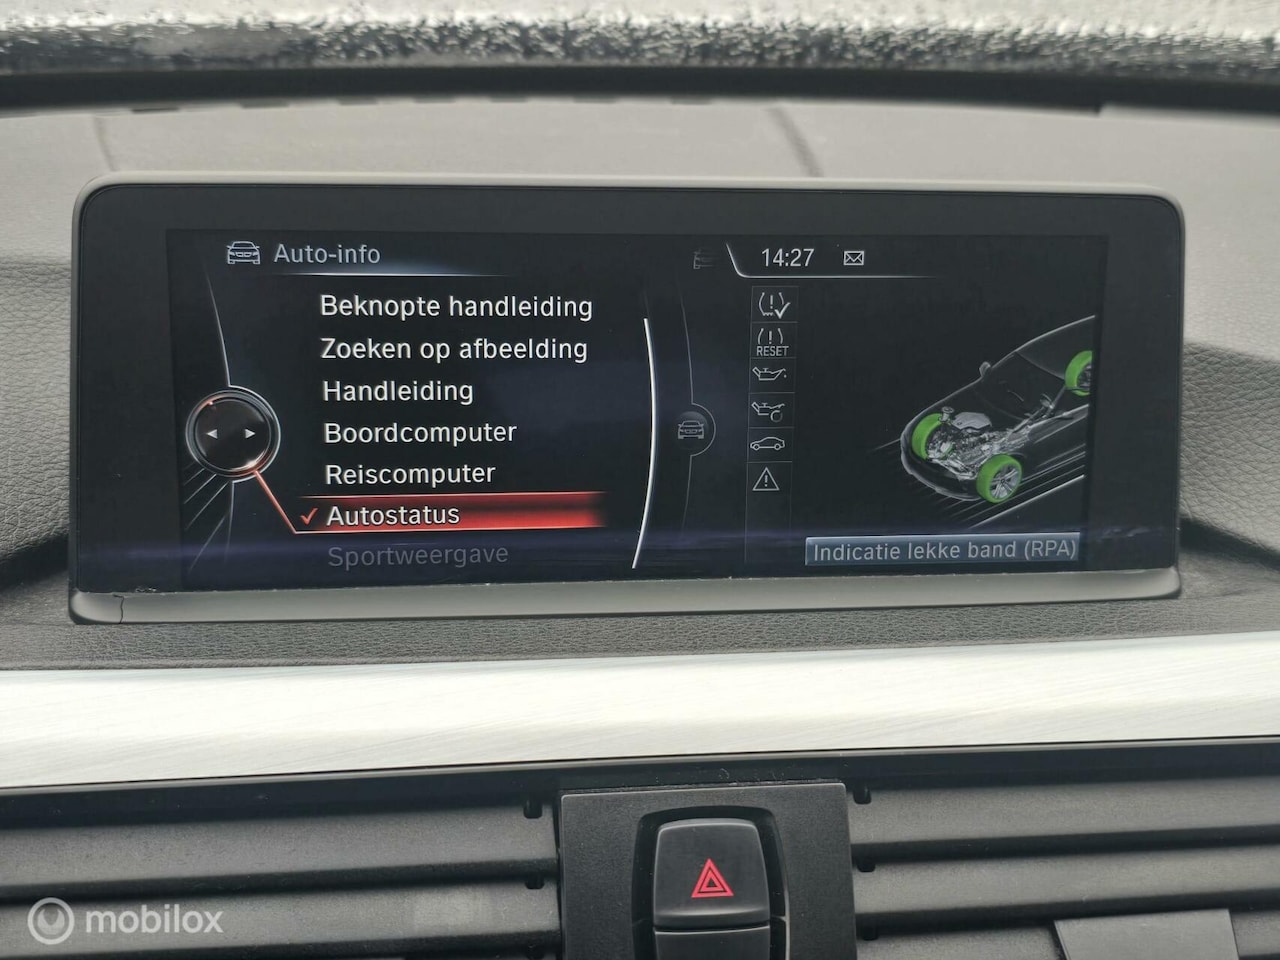 Auto-info
14:27
Beknopte handleiding
Zoeken op afbeelding
Handleiding
Boordcomputer
Reiscomputer
Autostatus
Sportweergave
RESET
Indicatie lekke band (RPA)
mobilox